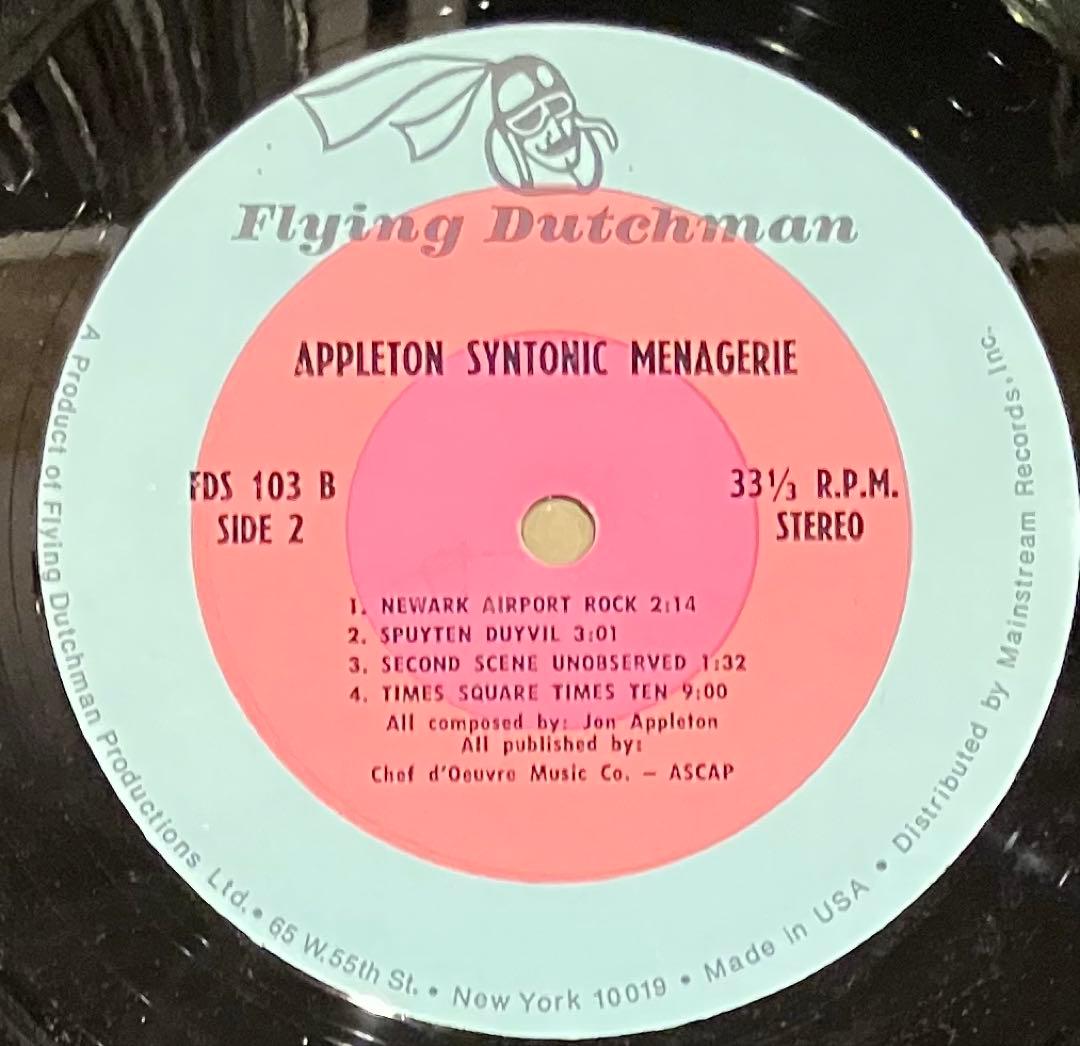 Flying Dutchman
APPLETON SYNTONIC MENAGERIE
FDS 103 B
SIDE 2
33⅓ R.P.M.
STEREO
1. NEWARK AIRPORT ROCK 2:14
2. SPUYTEN DUYVIL 3:01
3. SECOND SCENE UNOBSERVED 1:32
4. TIMES SQUARE TIMES TEN 9:00
All composed by: Jon Appleton
All published by:
Chef d'Oeuvre Music Co. – ASCAP
A Product of Flying Dutchman Productions Ltd. • 65 W. 55th St. • New York 10019 • Made in USA • Distributed by Mainstream Records, Inc.